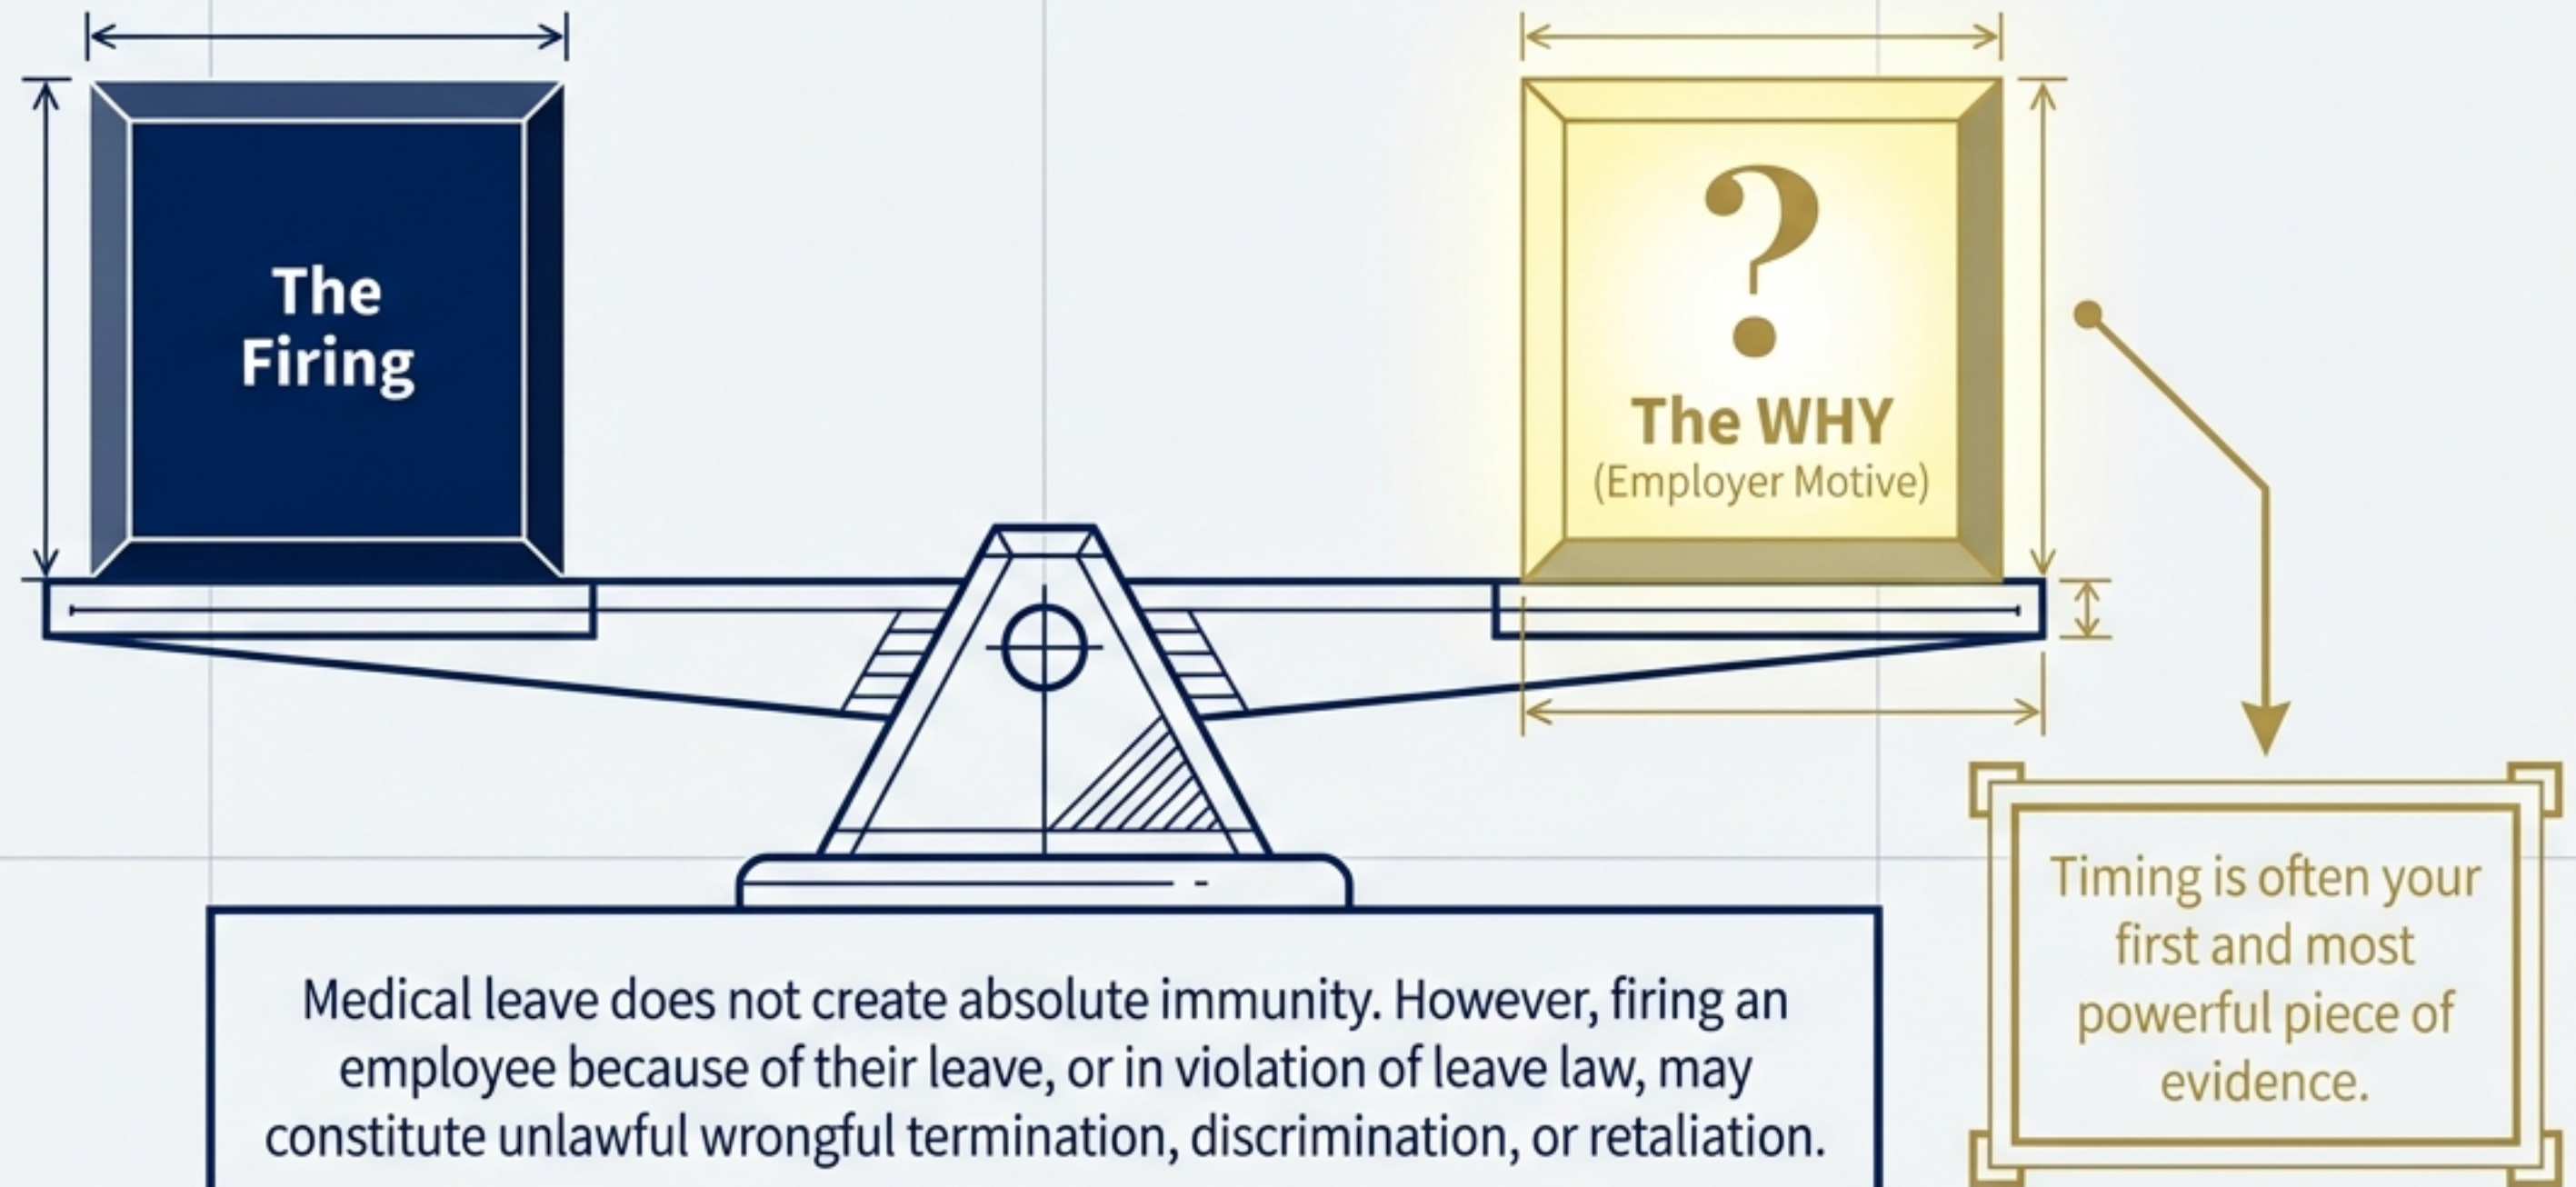 The
Firing
?
The WHY
(Employer Motive)
Timing is often your
first and most
powerful piece of
evidence.
Medical leave does not create absolute immunity. However, firing an
employee because of their leave, or in violation of leave law, may
constitute unlawful wrongful termination, discrimination, or retaliation.